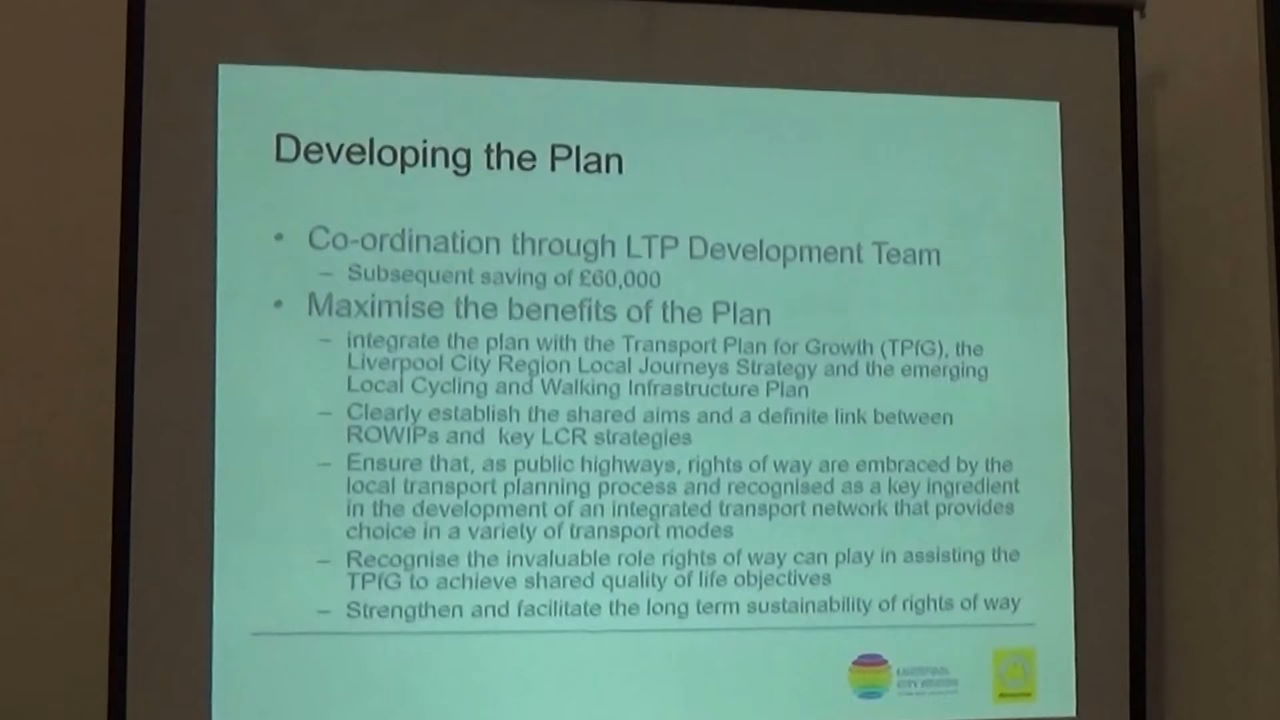 Developing the Plan
• Co-ordination through LTP Development Team
– Subsequent saving of £60,000
• Maximise the benefits of the Plan
– integrate the plan with the Transport Plan for Growth (TPfG), the
Liverpool City Region Local Journeys Strategy and the emerging
Local Cycling and Walking Infrastructure Plan
– Clearly establish the shared aims and a definite link between
ROWIPs and key LCR strategies
– Ensure that, as public highways, rights of way are embraced by the
local transport planning process and recognised as a key ingredient
in the development of an integrated transport network that provides
choice in a variety of transport modes
– Recognise the invaluable role rights of way can play in assisting the
TPfG to achieve shared quality of life objectives
– Strengthen and facilitate the long term sustainability of rights of way
LIVERPOOL
CITY REGION